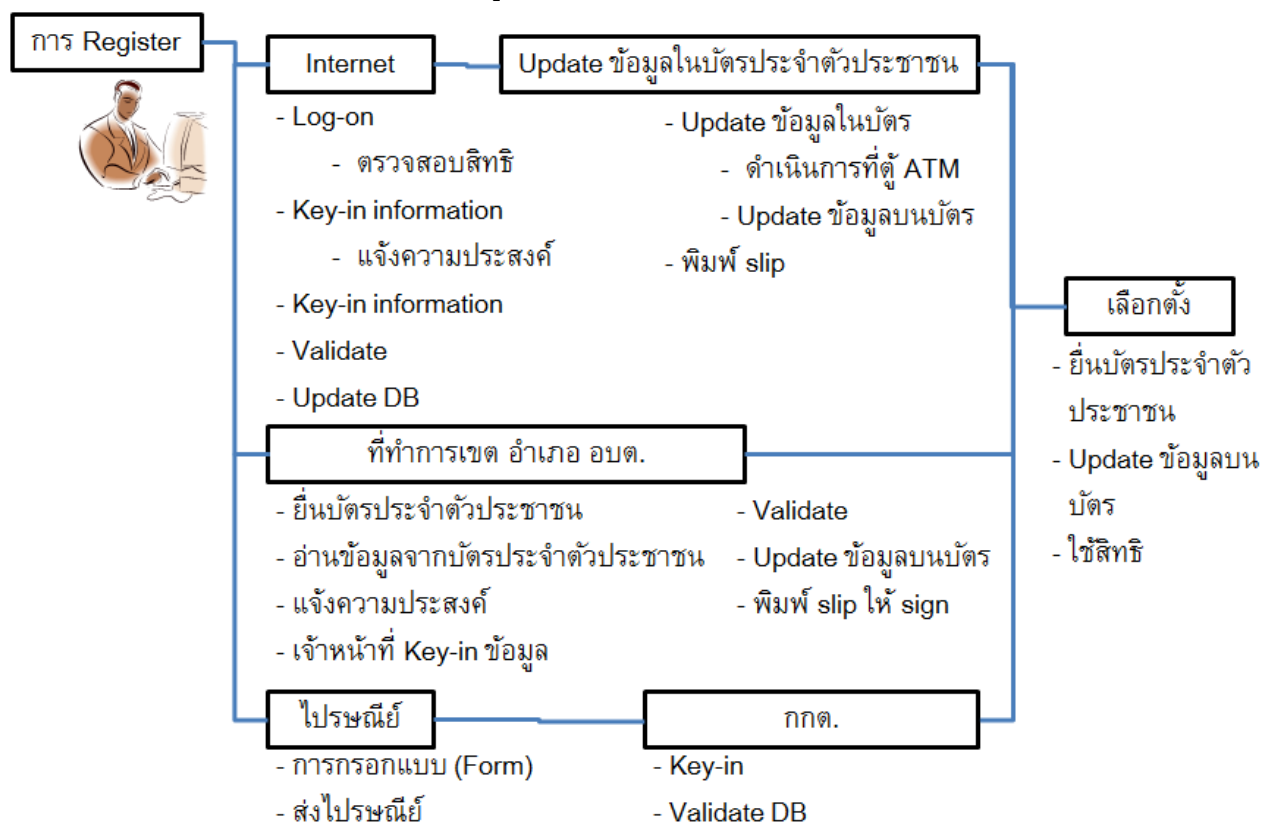 การ Register
Internet
Update ข้อมูลในบัตรประจำตัวประชาชน
- Log-on
- ตรวจสอบสิทธิ
- Key-in information
- แจ้งความประสงค์
- Key-in information
- Validate
- Update DB
- Update ข้อมูลในบัตร
- ดำเนินการที่ตู้ ATM
- Update ข้อมูลบนบัตร
- พิมพ์ slip
ที่ทำการเขต อำเภอ อบต.
- ยื่นบัตรประจำตัวประชาชน
- อ่านข้อมูลจากบัตรประจำตัวประชาชน
- แจ้งความประสงค์
- เจ้าหน้าที่ Key-in ข้อมูล
- Validate
- Update ข้อมูลบนบัตร
- พิมพ์ slip ให้ sign
ไปรษณีย์
- การกรอกแบบ (Form)
- ส่งไปรษณีย์
กกต.
- Key-in
- Validate DB
เลือกตั้ง
- ยื่นบัตรประจำตัว
ประชาชน
- Update ข้อมูลบน
บัตร
- ใช้สิทธิ